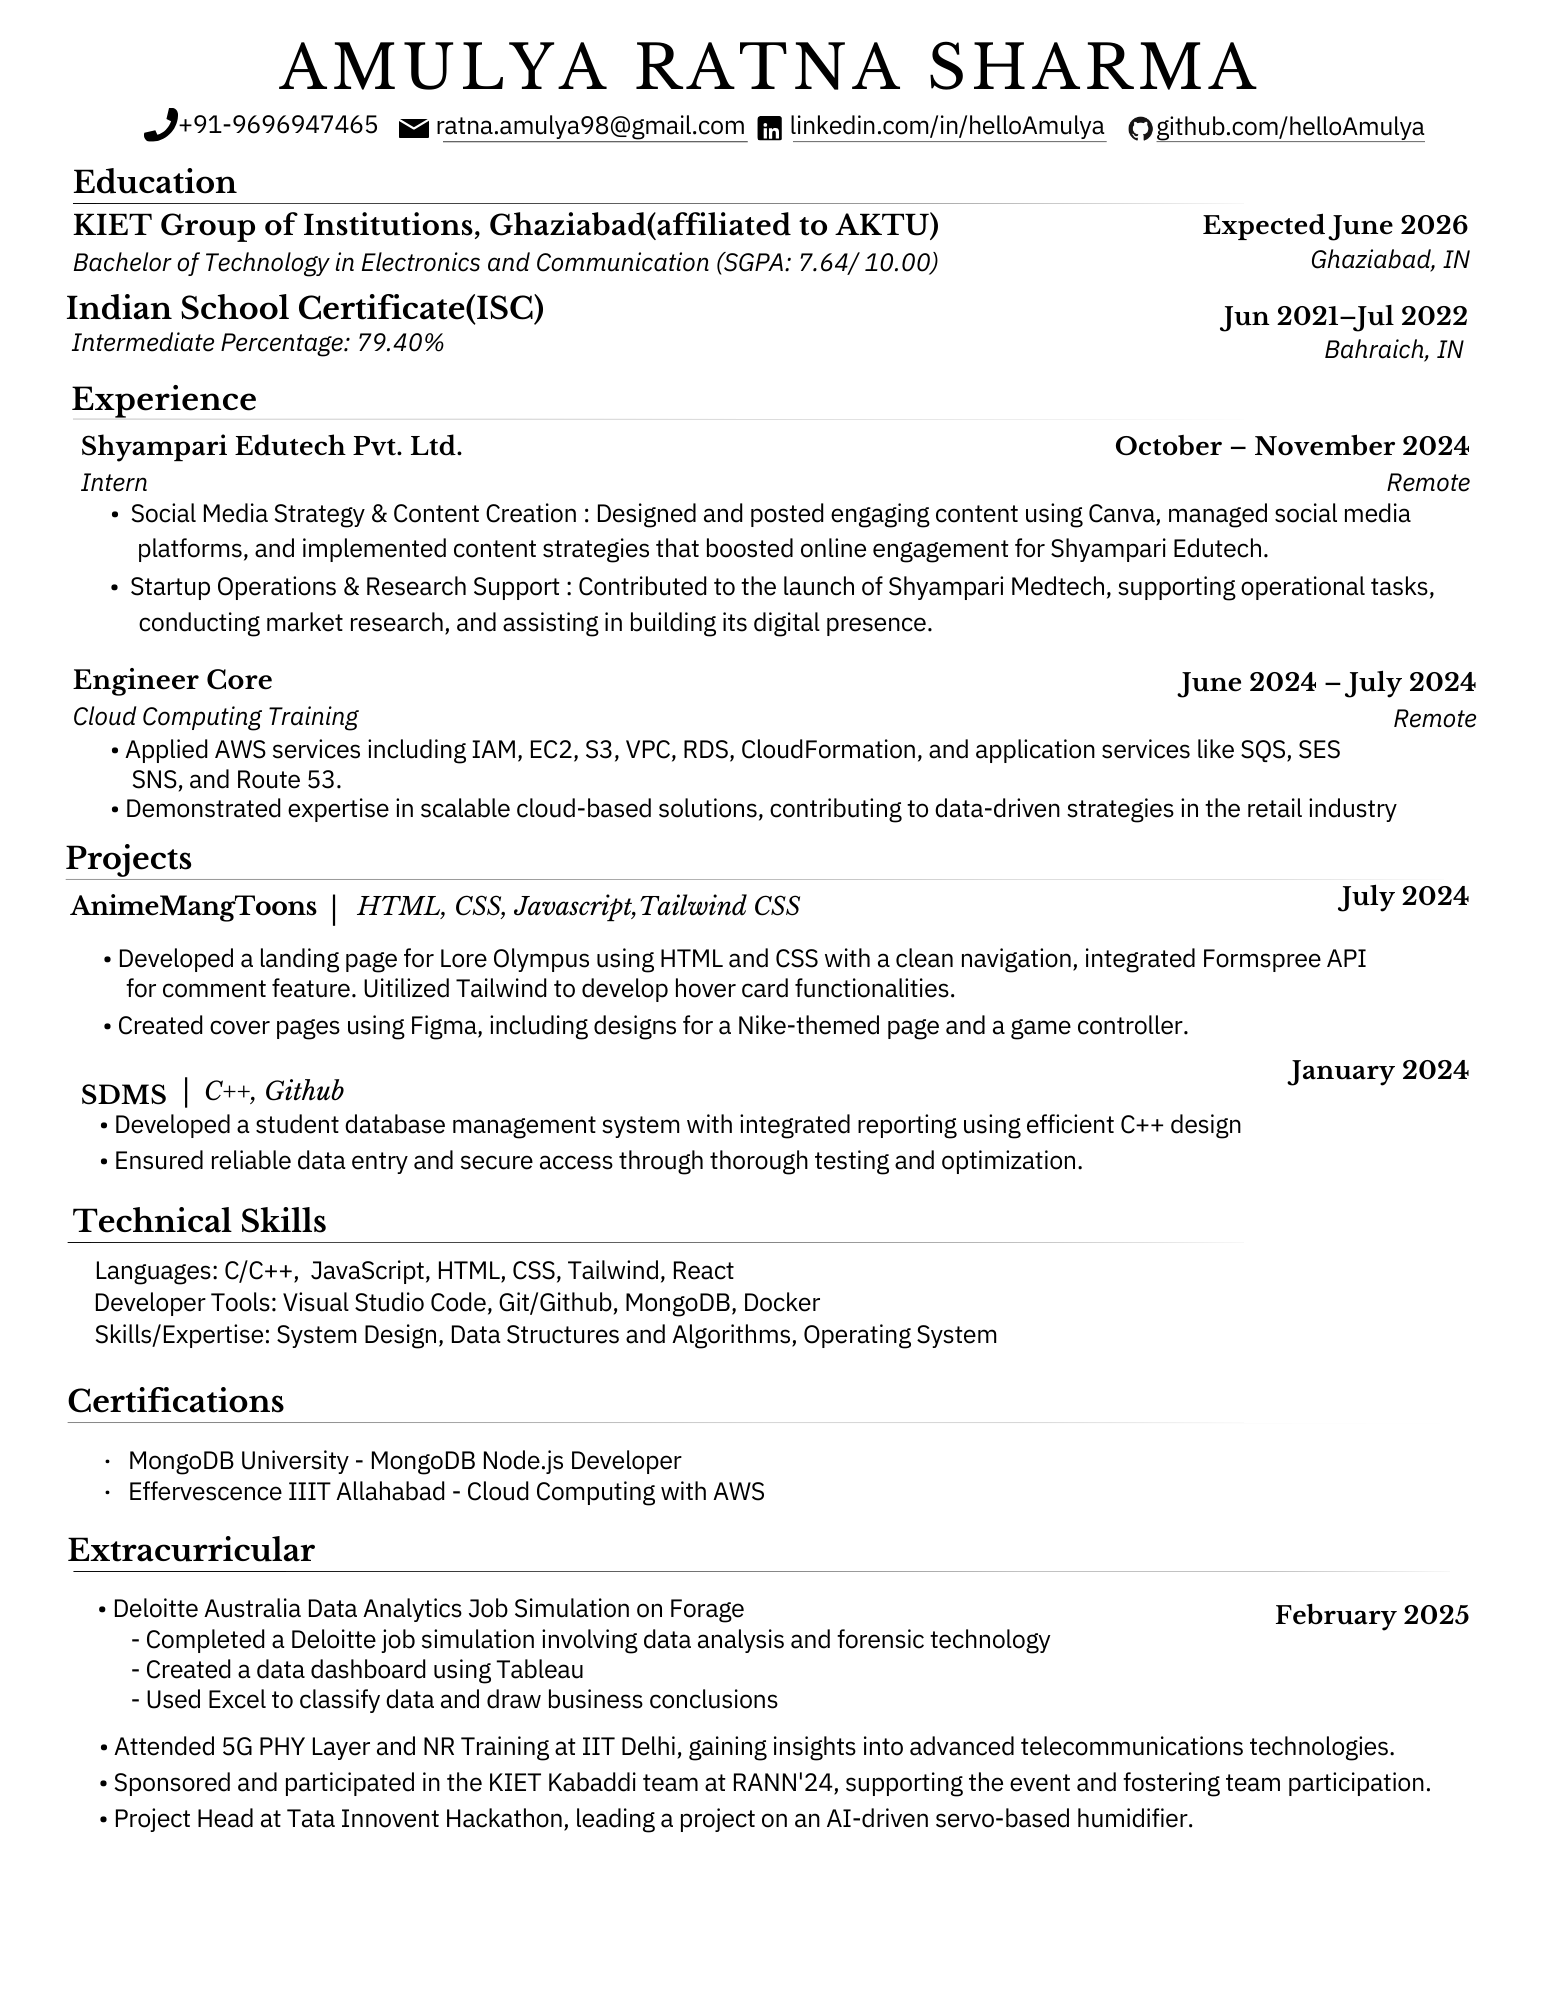 AMULYA RATNA SHARMA
+91-9696947465 ratna.amulya98@gmail.com linkedin.com/in/helloAmulya github.com/helloAmulya
Education
KIET Group of Institutions, Ghaziabad(affiliated to AKTU) Expected June 2026
Bachelor of Technology in Electronics and Communication (SGPA: 7.64/ 10.00) Ghaziabad, IN
Indian School Certificate(ISC) Jun 2021–Jul 2022
Intermediate Percentage: 79.40% Bahraich, IN
Experience
Shyampari Edutech Pvt. Ltd. October – November 2024
Intern Remote
• Social Media Strategy & Content Creation : Designed and posted engaging content using Canva, managed social media
platforms, and implemented content strategies that boosted online engagement for Shyampari Edutech.
• Startup Operations & Research Support : Contributed to the launch of Shyampari Medtech, supporting operational tasks,
conducting market research, and assisting in building its digital presence.
Engineer Core June 2024 – July 2024
Cloud Computing Training Remote
• Applied AWS services including IAM, EC2, S3, VPC, RDS, CloudFormation, and application services like SQS, SES
SNS, and Route 53.
• Demonstrated expertise in scalable cloud-based solutions, contributing to data-driven strategies in the retail industry
Projects
AnimeMangToons | HTML, CSS, Javascript,Tailwind CSS July 2024
• Developed a landing page for Lore Olympus using HTML and CSS with a clean navigation, integrated Formspree API
for comment feature. Uitilized Tailwind to develop hover card functionalities.
• Created cover pages using Figma, including designs for a Nike-themed page and a game controller.
January 2024
SDMS | C++, Github
• Developed a student database management system with integrated reporting using efficient C++ design
• Ensured reliable data entry and secure access through thorough testing and optimization.
Technical Skills
Languages: C/C++, JavaScript, HTML, CSS, Tailwind, React
Developer Tools: Visual Studio Code, Git/Github, MongoDB, Docker
Skills/Expertise: System Design, Data Structures and Algorithms, Operating System
Certifications
· MongoDB University - MongoDB Node.js Developer
· Effervescence IIIT Allahabad - Cloud Computing with AWS
Extracurricular
• Deloitte Australia Data Analytics Job Simulation on Forage February 2025
- Completed a Deloitte job simulation involving data analysis and forensic technology
- Created a data dashboard using Tableau
- Used Excel to classify data and draw business conclusions
• Attended 5G PHY Layer and NR Training at IIT Delhi, gaining insights into advanced telecommunications technologies.
• Sponsored and participated in the KIET Kabaddi team at RANN'24, supporting the event and fostering team participation.
• Project Head at Tata Innovent Hackathon, leading a project on an AI-driven servo-based humidifier.